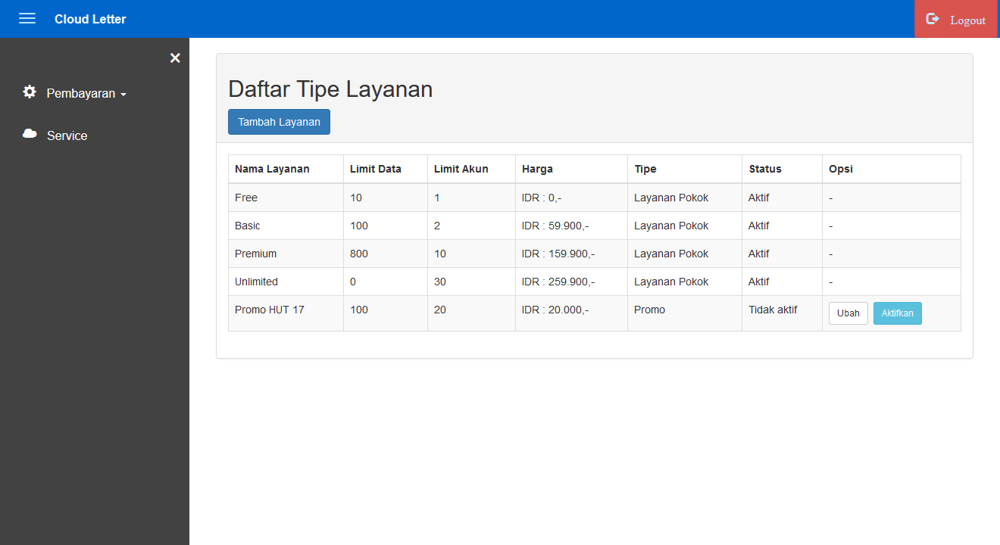 Cloud Letter
Logout
×
Pembayaran
Service
Daftar Tipe Layanan
Tambah Layanan
Nama Layanan Limit Data Limit Akun Harga Tipe Status Opsi
Free 10 1 IDR : 0,- Layanan Pokok Aktif -
Basic 100 2 IDR : 59.900,- Layanan Pokok Aktif -
Premium 800 10 IDR : 159.900,- Layanan Pokok Aktif -
Unlimited 0 30 IDR : 259.900,- Layanan Pokok Aktif -
Promo HUT 17 100 20 IDR : 20.000,- Promo Tidak aktif Ubah Aktifkan